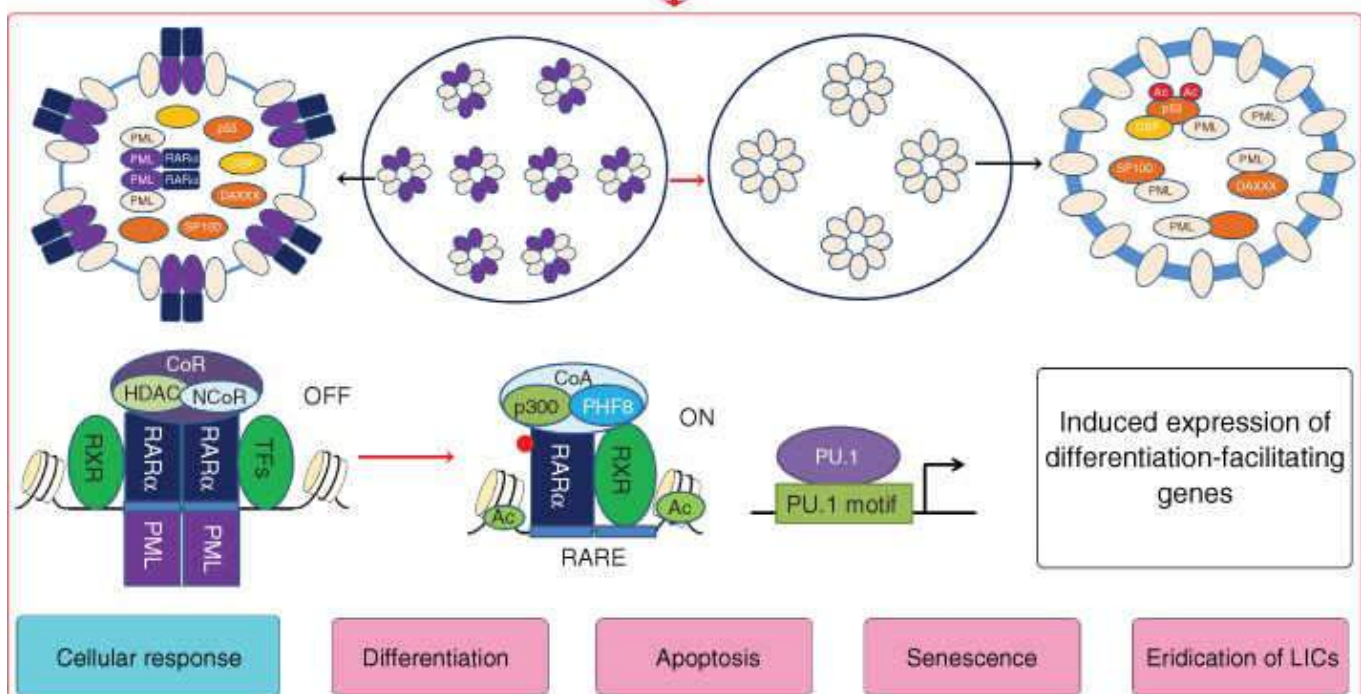 p53
PML
PML RARα
CBP
PML RARα
PML
DAXXX
SP100
Ac Ac
p53
CBP
PML
PML
SP100
PML
PML
DAXXX
PML
CoR
HDAC NCoR
OFF
RXR
RARα
RARα
TFs
PML
PML
CoA
p300 PHF8
ON
RARα
RXR
Ac
Ac
RARE
PU.1
PU.1 motif
Induced expression of
differentiation-facilitating
genes
Cellular response
Differentiation
Apoptosis
Senescence
Eridication of LICs